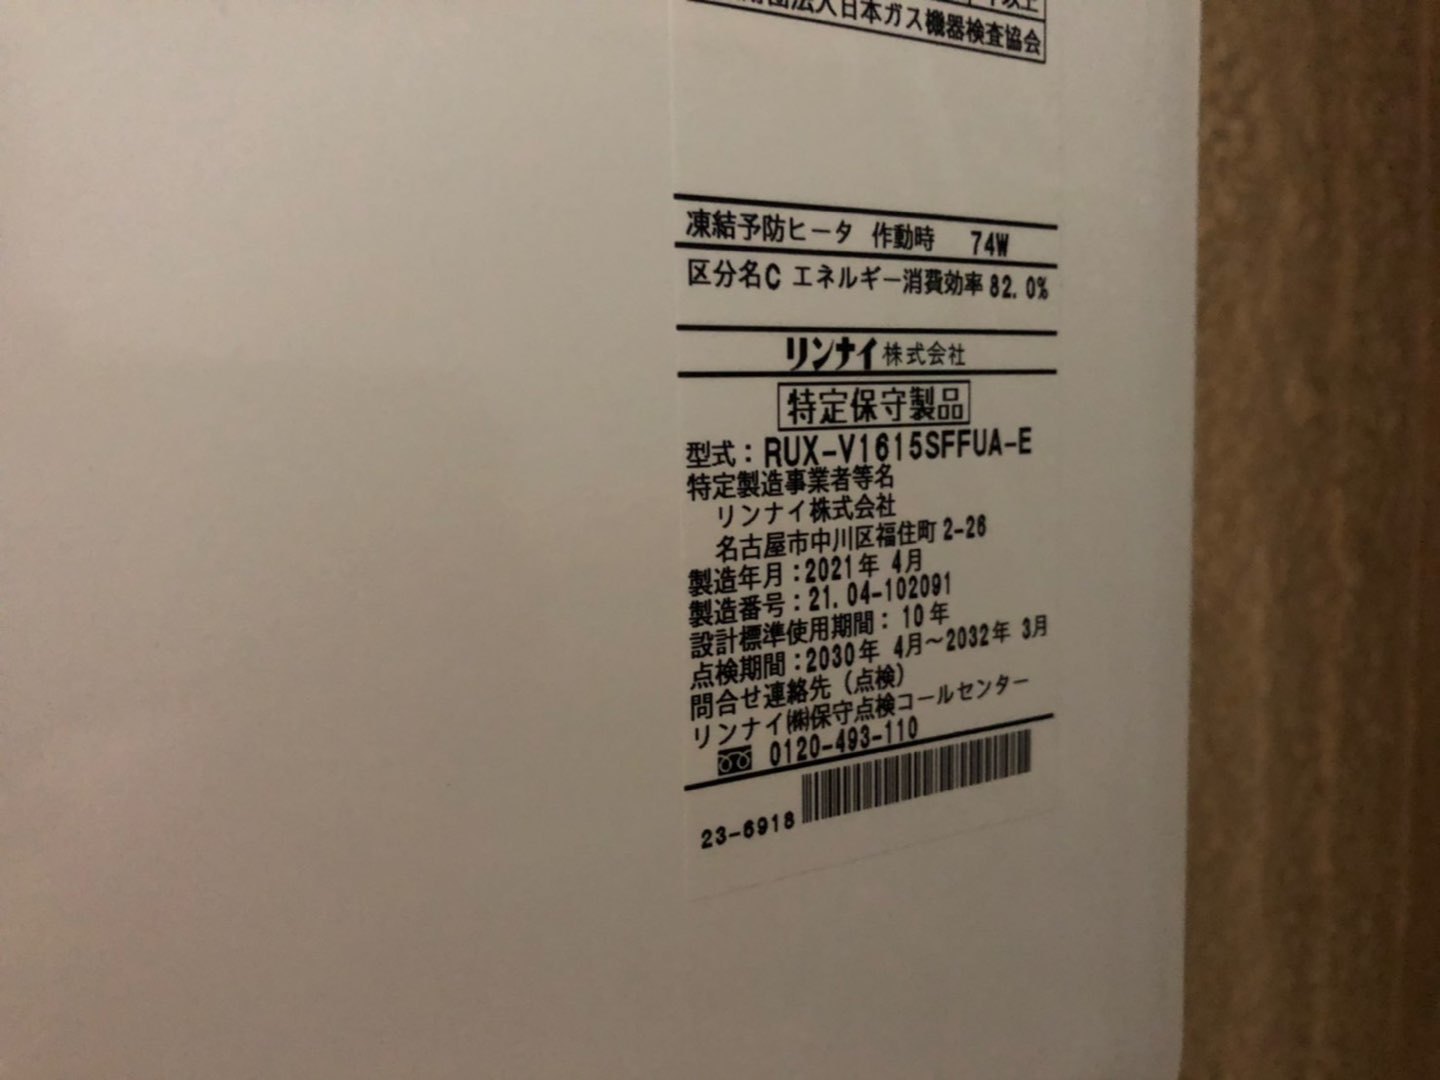 団法人日本ガス機器検査協会
凍結予防ヒータ 作動時 74W
区分名C エネルギー消費効率 82.0%
リンナイ株式会社
特定保守製品
型式：RUX-V1615SFFUA-E
特定製造事業者等名
リンナイ株式会社
名古屋市中川区福住町 2-26
製造年月：2021年 4月
製造番号：21.04-102091
設計標準使用期間：10年
点検期間：2030年 4月～2032年 3月
問合せ連絡先（点検）
リンナイ㈱保守点検コールセンター
0120-493-110
23-6918